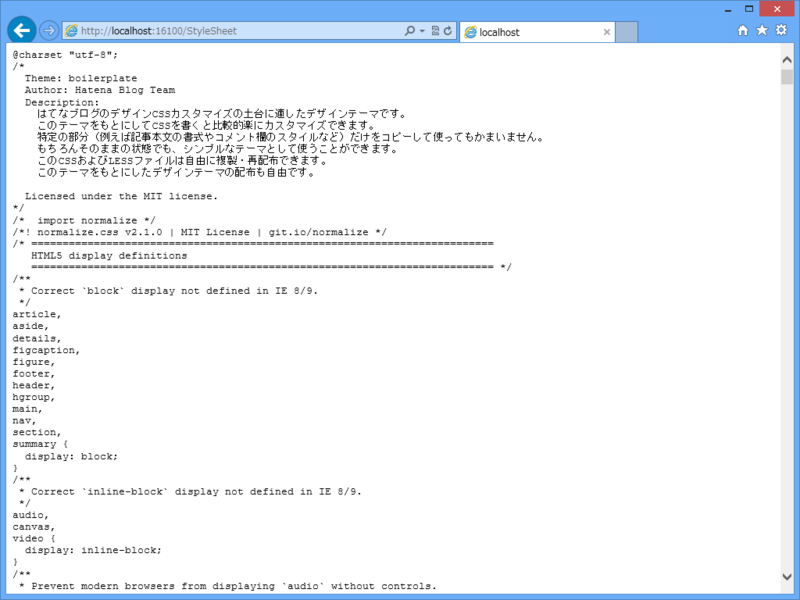 http://localhost:16100/StyleSheet
localhost
@charset "utf-8";
/*
  Theme: boilerplate
  Author: Hatena Blog Team
  Description:
    はてなブログのデザインCSSカスタマイズの土台に適したデザインテーマです。
    このテーマをもとにしてCSSを書くと比較的楽にカスタマイズできます。
    特定の部分（例えば記事本文の書式やコメント欄のスタイルなど）だけをコピーして使ってもかまいません。
    もちろんそのままの状態でも、シンプルなテーマとして使うことができます。
    このCSSおよびLESSファイルは自由に複製・再配布できます。
    このテーマをもとにしたデザインテーマの配布も自由です。
  Licensed under the MIT license.
*/
/*  import normalize */
/*! normalize.css v2.1.0 | MIT License | git.io/normalize */
/* ==========================================================================
   HTML5 display definitions
   ========================================================================== */
/**
 * Correct `block` display not defined in IE 8/9.
 */
article,
aside,
details,
figcaption,
figure,
footer,
header,
hgroup,
main,
nav,
section,
summary {
  display: block;
}
/**
 * Correct `inline-block` display not defined in IE 8/9.
 */
audio,
canvas,
video {
  display: inline-block;
}
/**
 * Prevent modern browsers from displaying `audio` without controls.